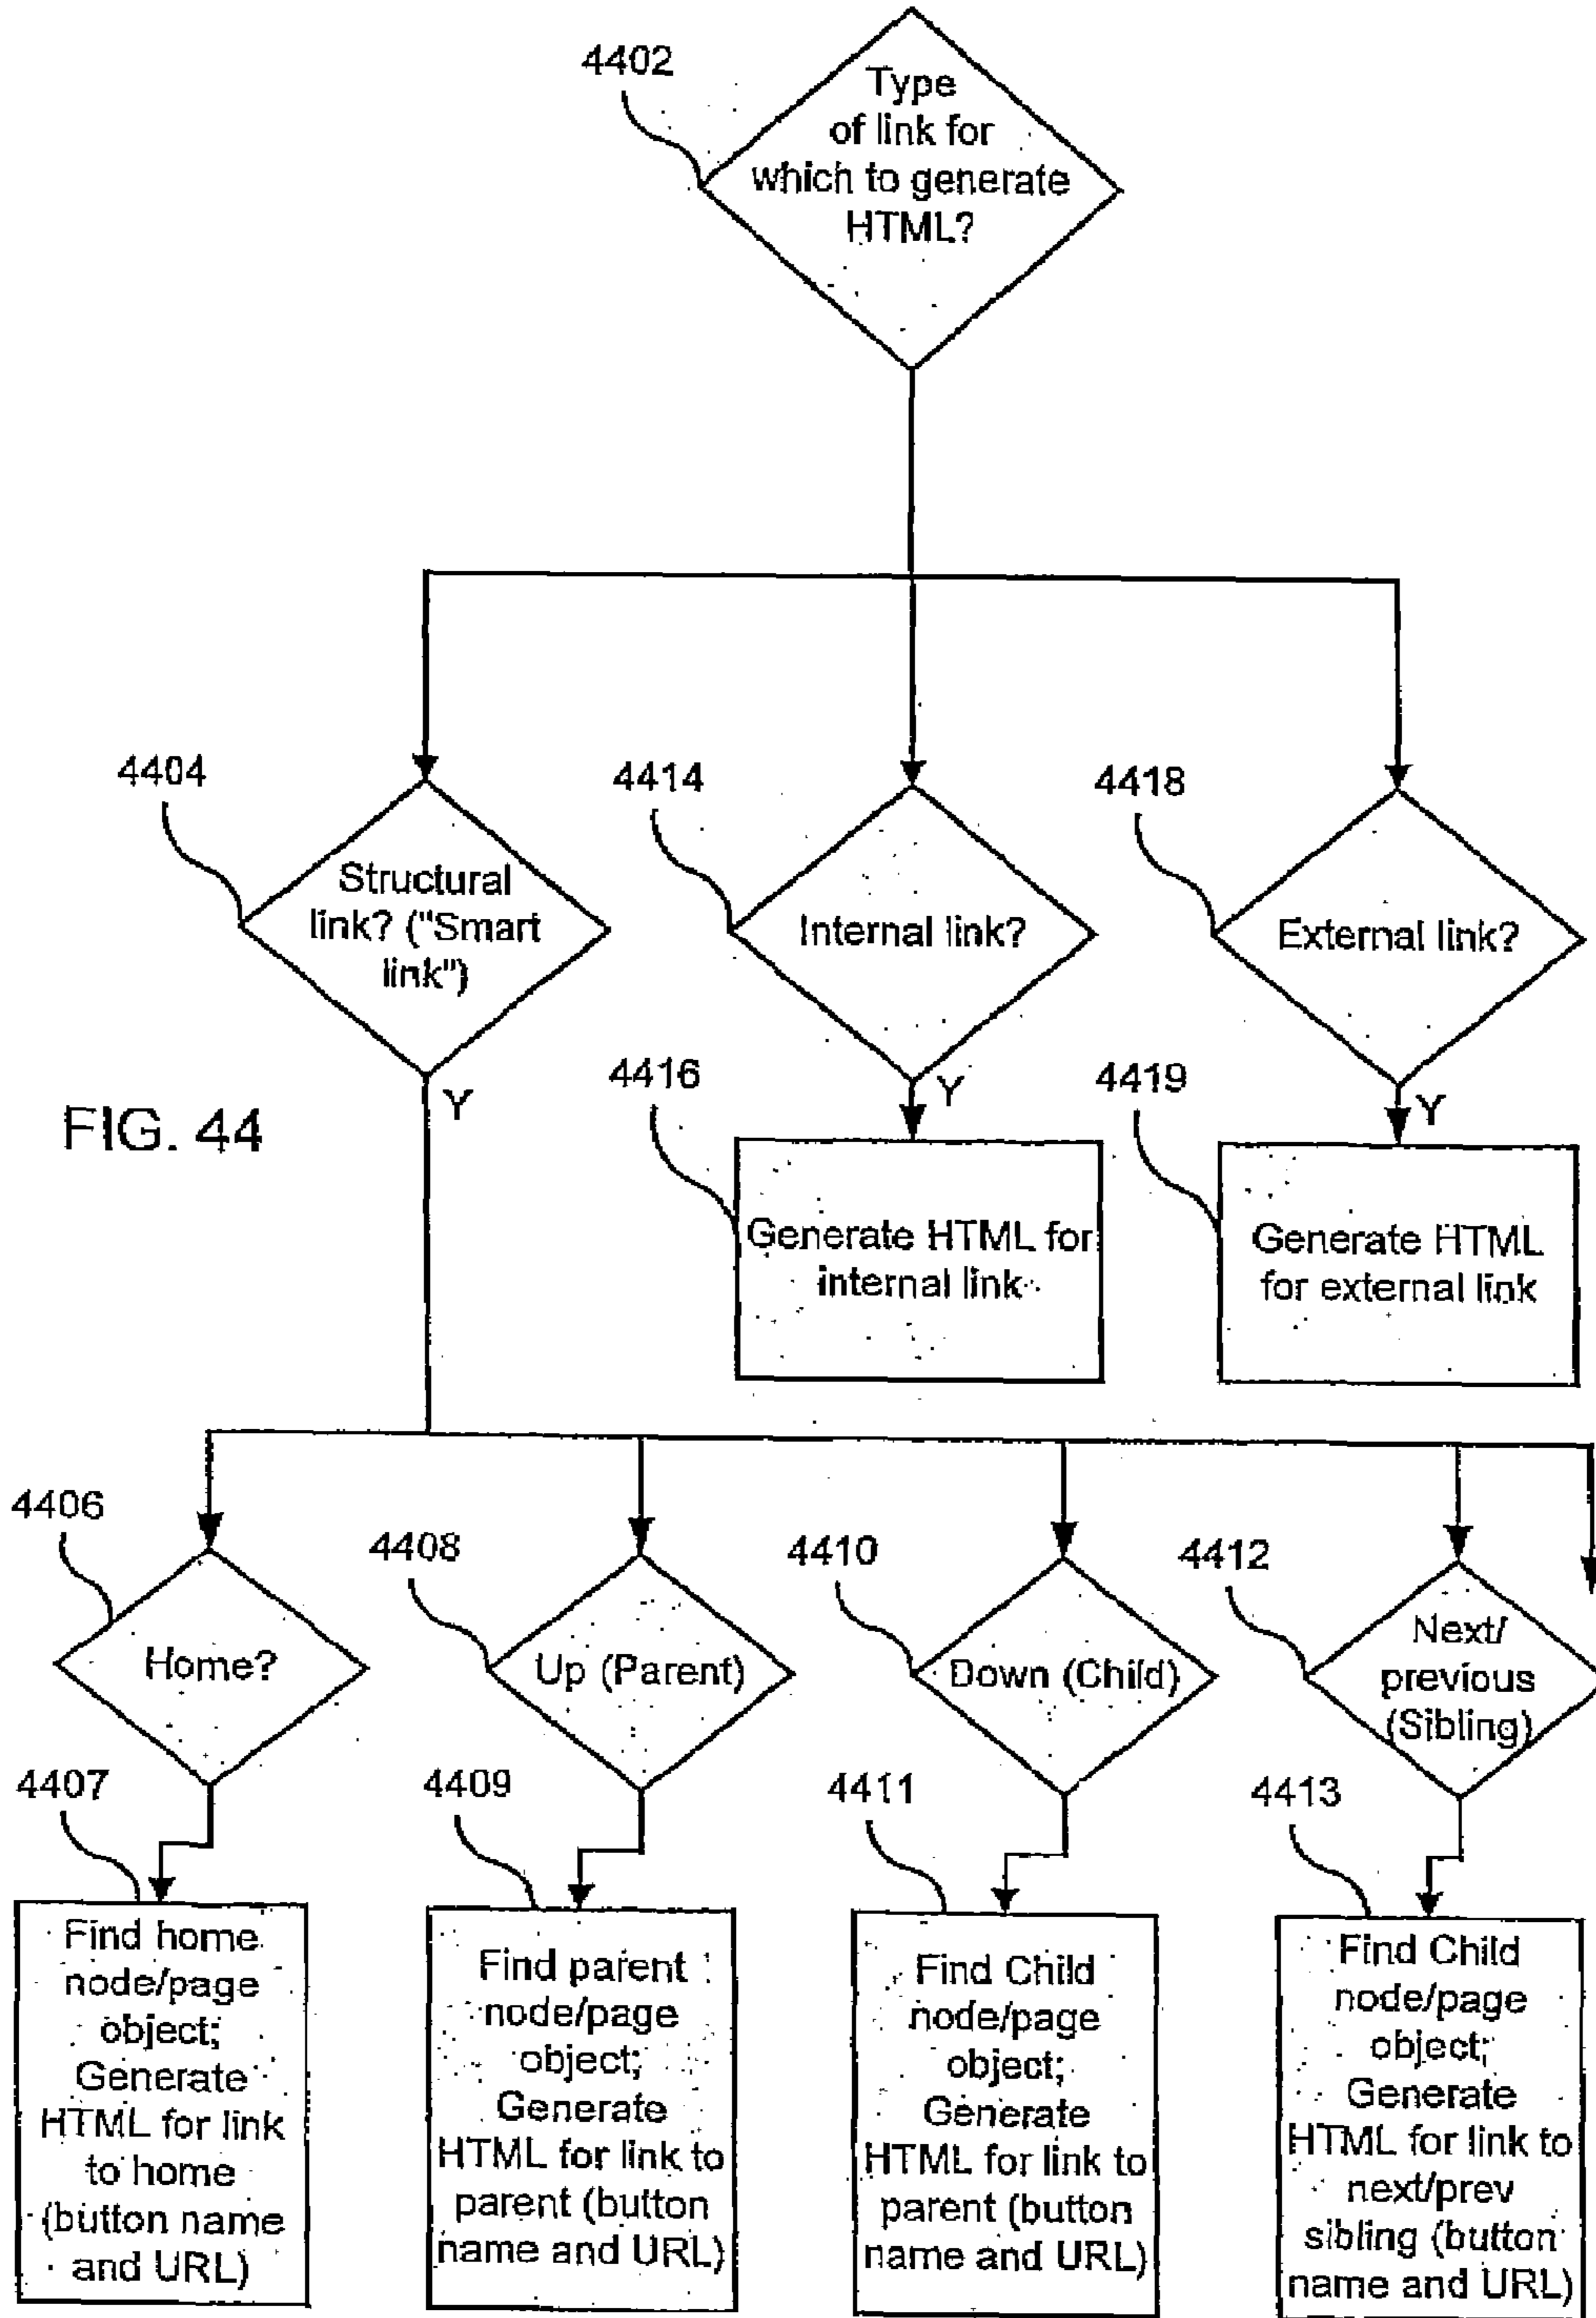 4402
Type
of link for
which to generate
HTML?
4404
Structural
link? ("Smart
link")
Y
4414
Internal link?
Y
4418
External link?
Y
4416
Generate HTML for
internal link
4419
Generate HTML
for external link
FIG. 44
4406
Home?
4408
Up (Parent)
4410
Down (Child)
4412
Next/
previous
(Sibling)
4407
Find home
node/page
object;
Generate
HTML for link
to home
(button name
and URL)
4409
Find parent
node/page
object;
Generate
HTML for link to
parent (button
name and URL)
4411
Find Child
node/page
object;
Generate
HTML for link to
parent (button
name and URL)
4413
Find Child
node/page
object;
Generate
HTML for link to
next/prev
sibling (button
name and URL)